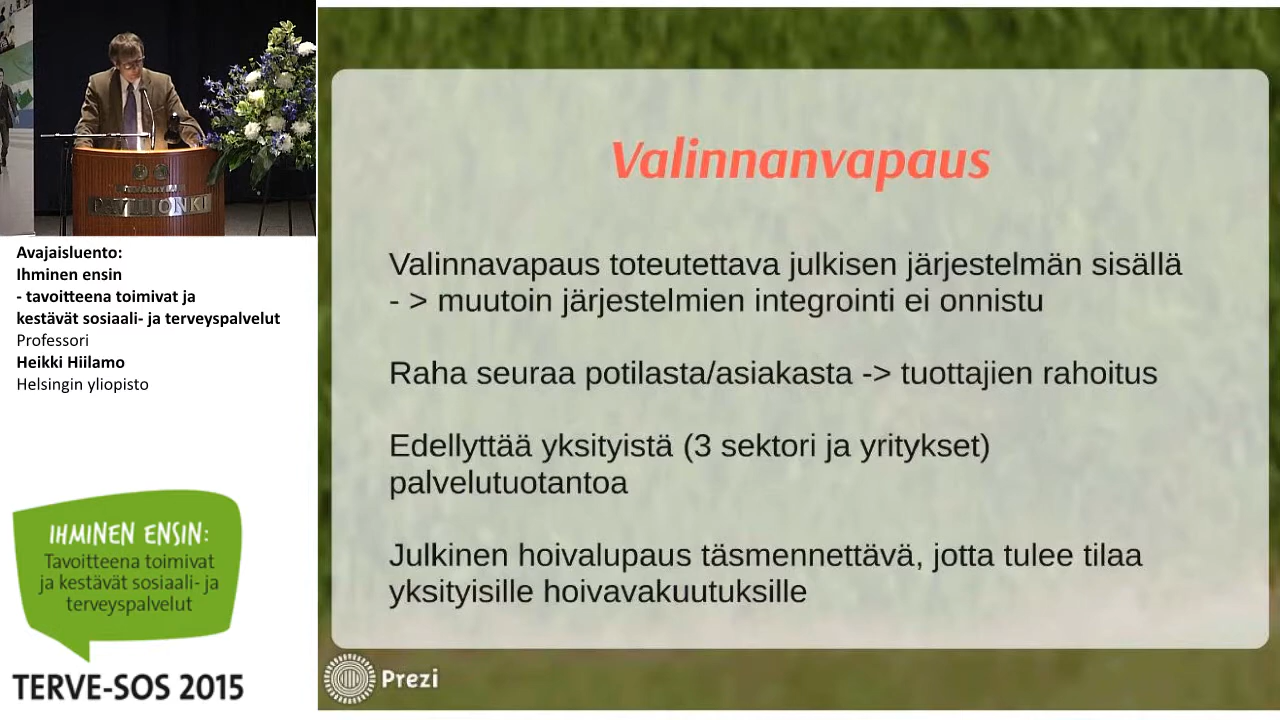 PAVILJONKI
Avajaisluento:
Ihminen ensin
- tavoitteena toimivat ja
kestävät sosiaali- ja terveyspalvelut
Professori
Heikki Hiilamo
Helsingin yliopisto
IHMINEN ENSIN:
Tavoitteena toimivat
ja kestävät sosiaali- ja
terveyspalvelut
TERVE-SOS 2015
Valinnanvapaus
Valinnavapaus toteutettava julkisen järjestelmän sisällä
- > muutoin järjestelmien integrointi ei onnistu
Raha seuraa potilasta/asiakasta -> tuottajien rahoitus
Edellyttää yksityistä (3 sektori ja yritykset)
palvelutuotantoa
Julkinen hoivalupaus täsmennettävä, jotta tulee tilaa
yksityisille hoivavakuutuksille
Prezi